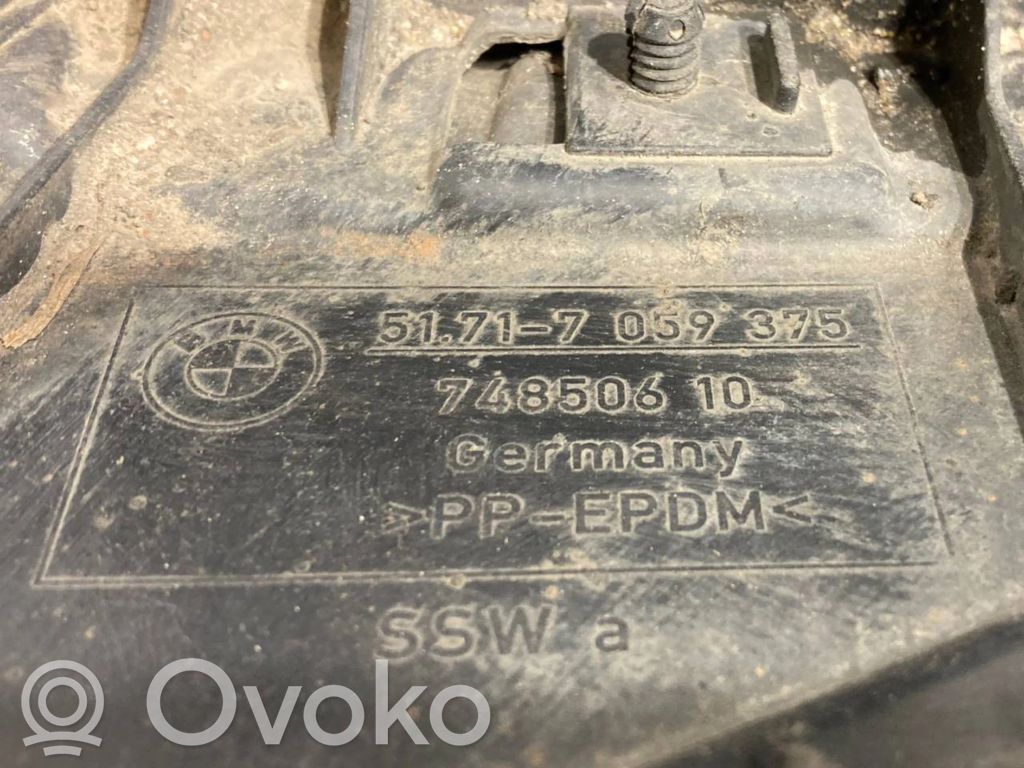 BMW
51.71-7 059 375
748506 10
Germany
>PP-EPDM<
SSW a
Ovoko